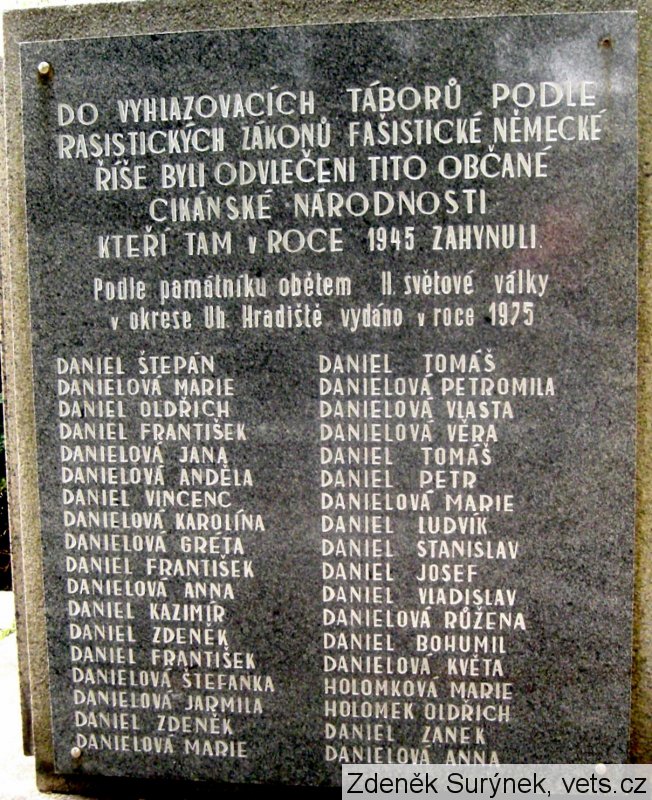 DO VYHLAZOVACÍCH TÁBORŮ PODLE
RASISTICKÝCH ZÁKONŮ FAŠISTICKÉ NĚMECKÉ
ŘÍŠE BYLI ODVLEČENI TITO OBČANÉ
CIKÁNSKÉ NÁRODNOSTI
KTEŘÍ TAM V ROCE 1945 ZAHYNULI.
Podle památníku obětem II. světové války
v okrese Uh. Hradiště vydáno v roce 1975
DANIEL ŠTEPÁN
DANIELOVÁ MARIE
DANIEL OLDŘICH
DANIEL FRANTIŠEK
DANIELOVÁ JANA
DANIELOVÁ ANDĚLA
DANIEL VINCENC
DANIELOVÁ KAROLÍNA
DANIELOVÁ GRÉTA
DANIEL FRANTIŠEK
DANIELOVÁ ANNA
DANIEL KAZIMÍR
DANIEL ZDENĚK
DANIEL FRANTIŠEK
DANIELOVÁ ŠTEFANKA
DANIELOVÁ JARMILA
DANIEL ZDENĚK
DANIELOVÁ MARIE
DANIEL TOMÁŠ
DANIELOVÁ PETROMILA
DANIELOVÁ VLASTA
DANIELOVÁ VĚRA
DANIEL TOMÁŠ
DANIEL PETR
DANIELOVÁ MARIE
DANIEL LUDVÍK
DANIEL STANISLAV
DANIEL JOSEF
DANIEL VLADISLAV
DANIELOVÁ RŮŽENA
DANIEL BOHUMIL
DANIELOVÁ KVĚTA
HOLOMKOVÁ MARIE
HOLOMEK OLDŘICH
DANIEL ZANEK
DANIELOVÁ ANNA
Zdeněk Surýnek, vets.cz